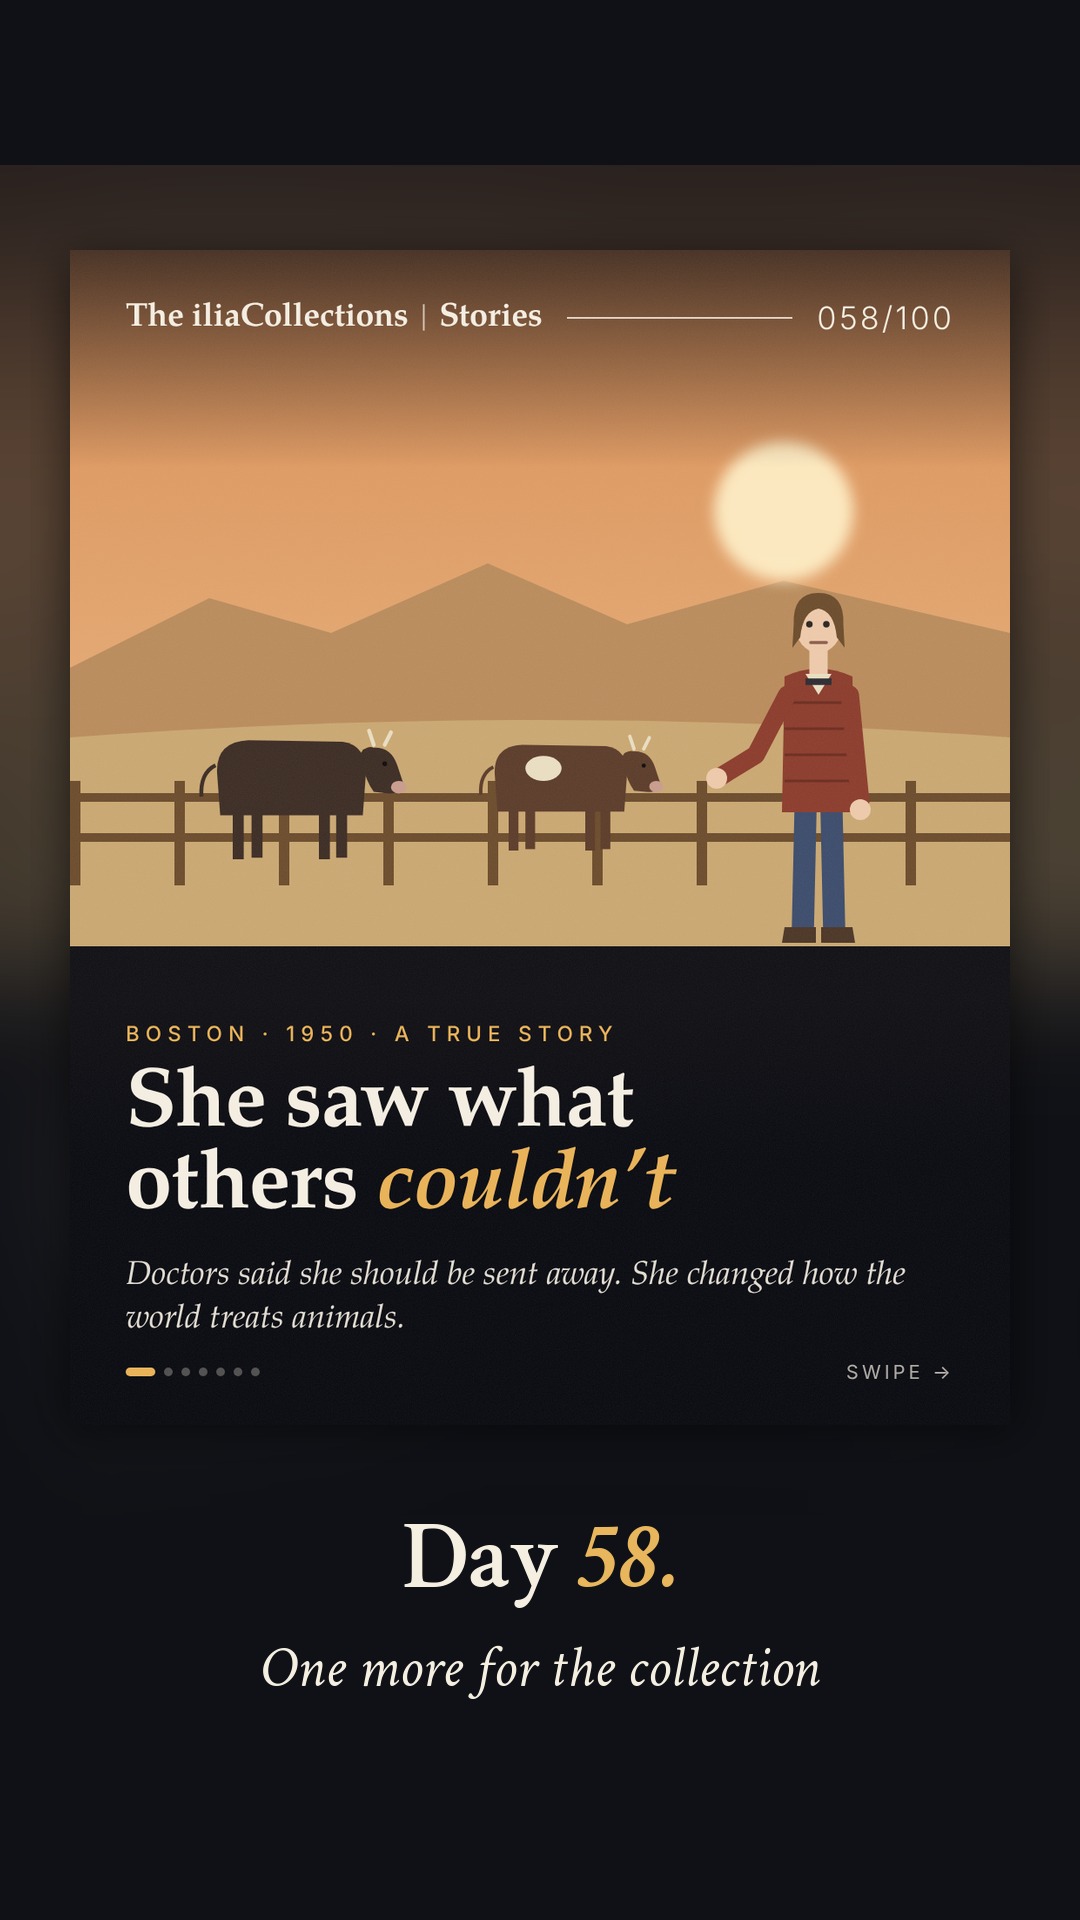 The iliaCollections | Stories
058/100
BOSTON · 1950 · A TRUE STORY
She saw what
others couldn’t
Doctors said she should be sent away. She changed how the
world treats animals.
SWIPE →
Day 58.
One more for the collection